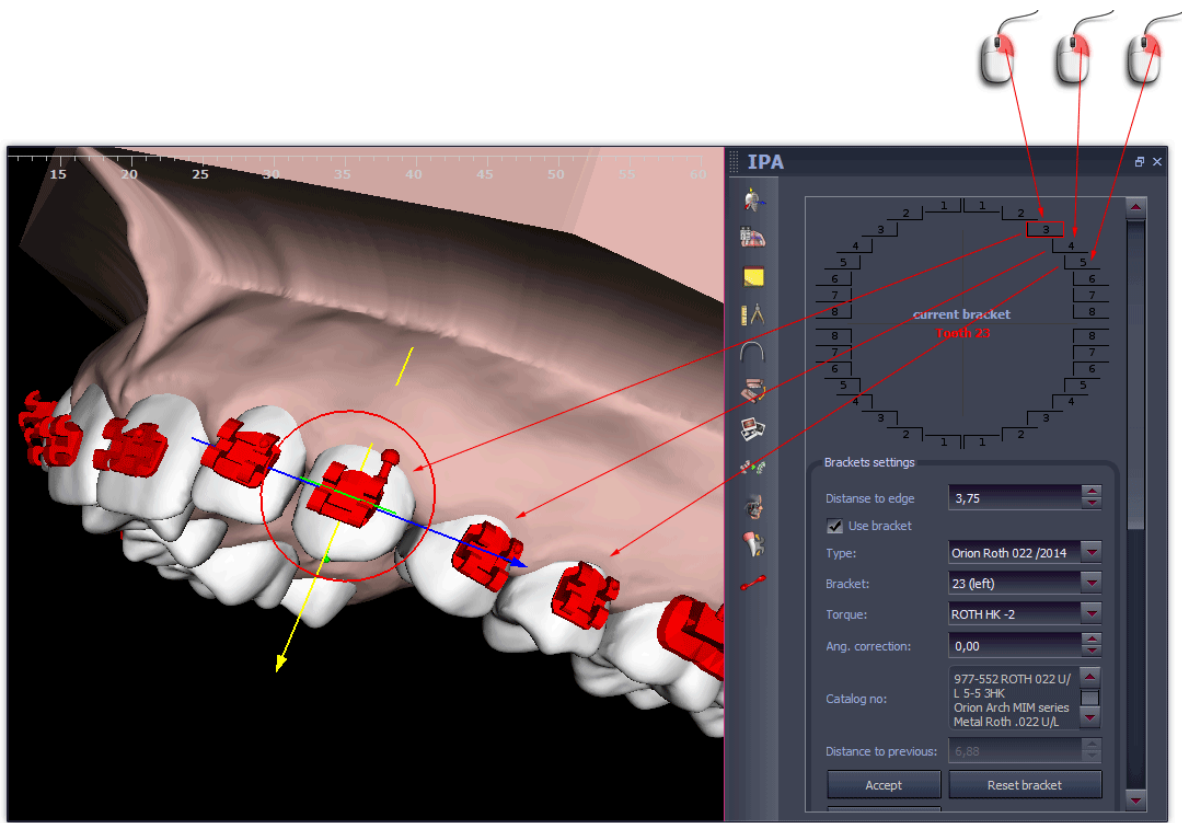 IPA
15 20 25 30 35 40 45 50 55 60
2 1 1 2
3 3
4 4
5 5
6 6
7 7
8 8
current bracket
Tooth 23
8 8
7 7
6 6
5 5
4 4
3 3
2 1 1 2
Brackets settings
Distanse to edge 3,75
Use bracket
Type: Orion Roth 022 /2014
Bracket: 23 (left)
Torque: ROTH HK -2
Ang. correction: 0,00
Catalog no: 977-552 ROTH 022 U/
L 5-5 3HK
Orion Arch MIM series
Metal Roth .022 U/L
Distance to previous: 6,88
Accept Reset bracket